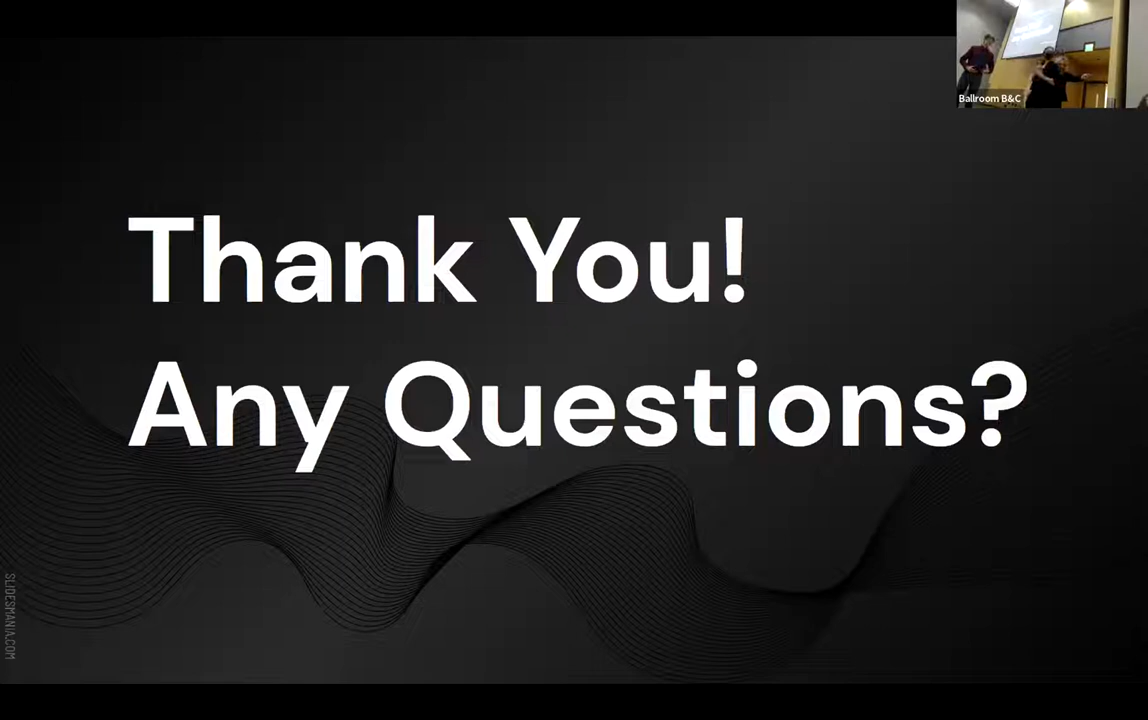 Ballroom B&C
Thank You!
Any Questions?
SLIDESMANIA.COM